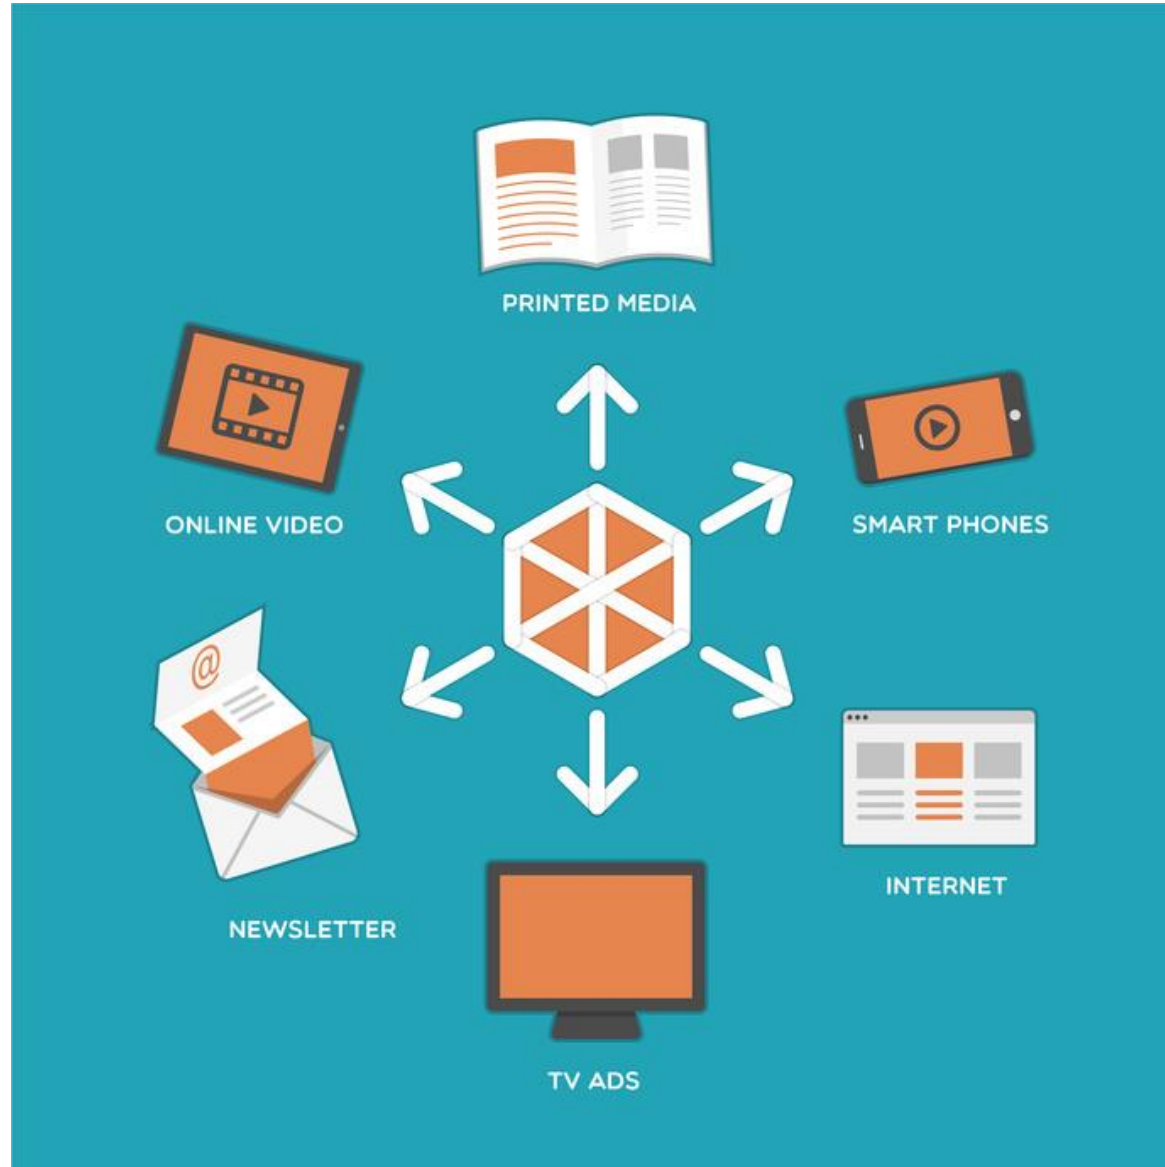 PRINTED MEDIA
ONLINE VIDEO
SMART PHONES
@
INTERNET
NEWSLETTER
TV ADS